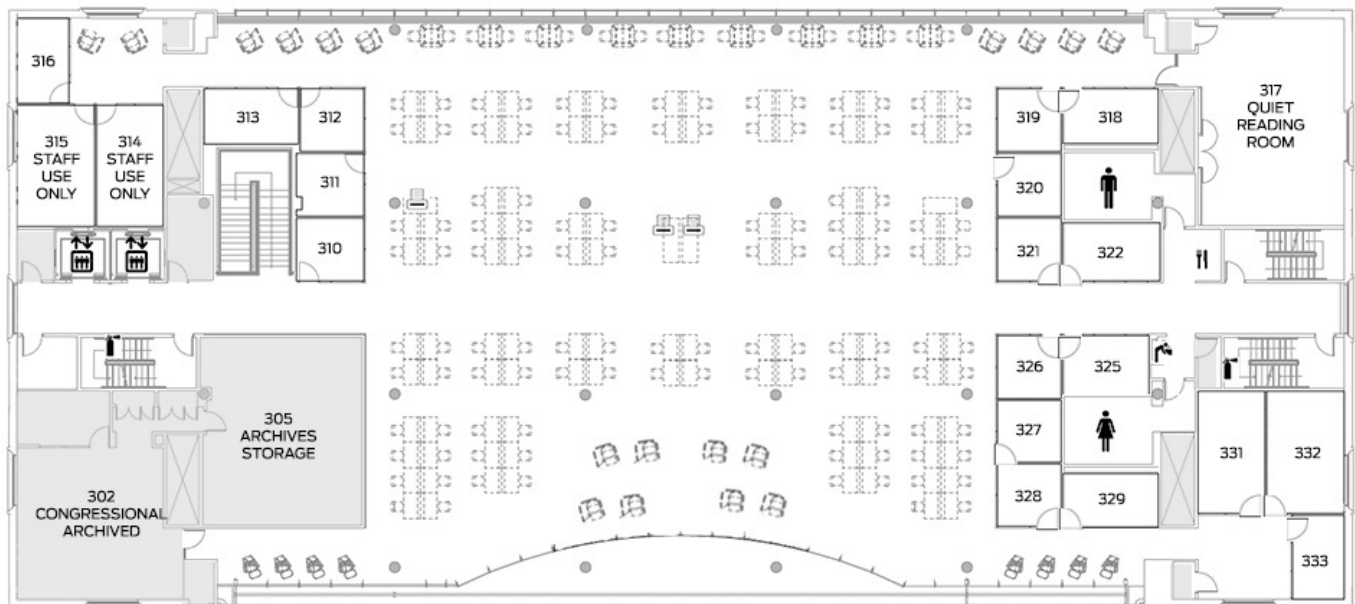 316
315
STAFF
USE
ONLY
314
STAFF
USE
ONLY
313
312
311
310
319
318
320
321
322
317
QUIET
READING
ROOM
305
ARCHIVES
STORAGE
302
CONGRESSIONAL
ARCHIVED
326
325
327
328
329
331
332
333